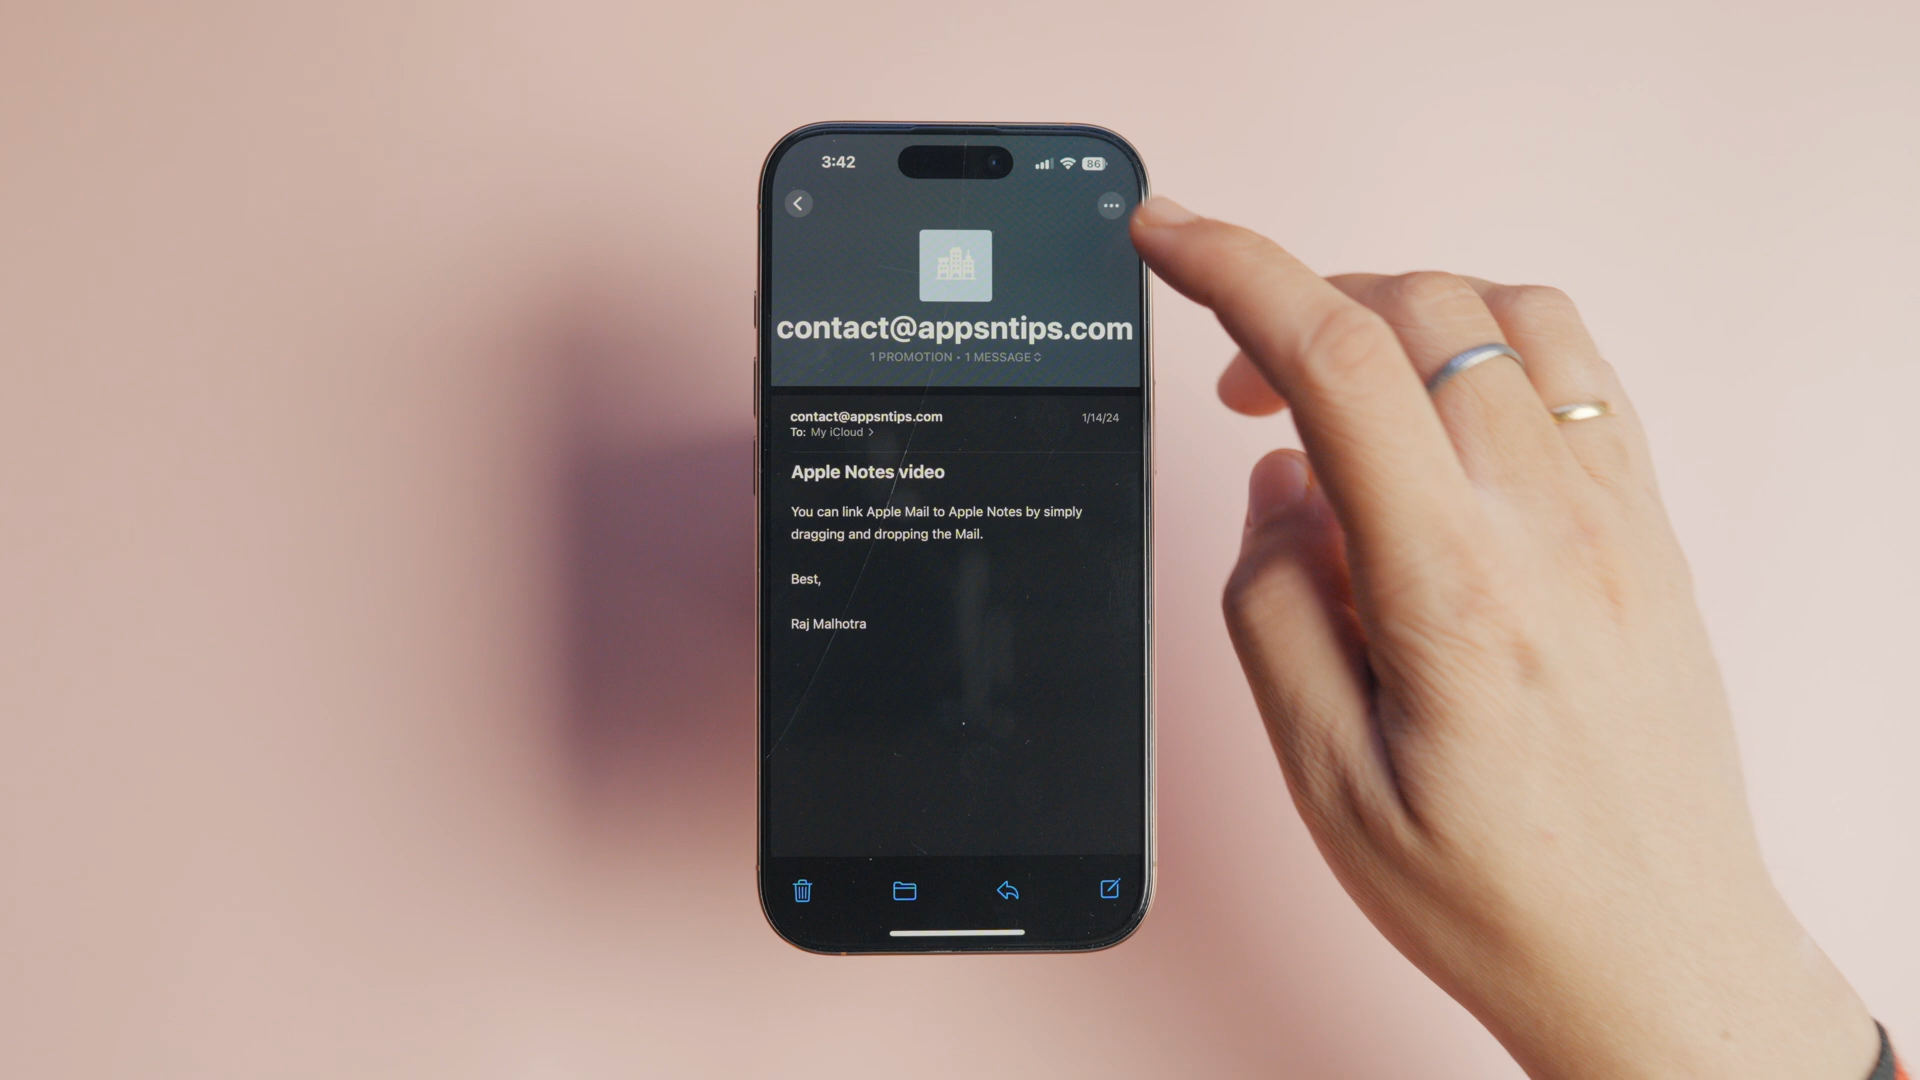 3:42
86
contact@appsntips.com
1 PROMOTION • 1 MESSAGE
contact@appsntips.com
1/14/24
To: My iCloud >
Apple Notes video
You can link Apple Mail to Apple Notes by simply
dragging and dropping the Mail.
Best,
Raj Malhotra